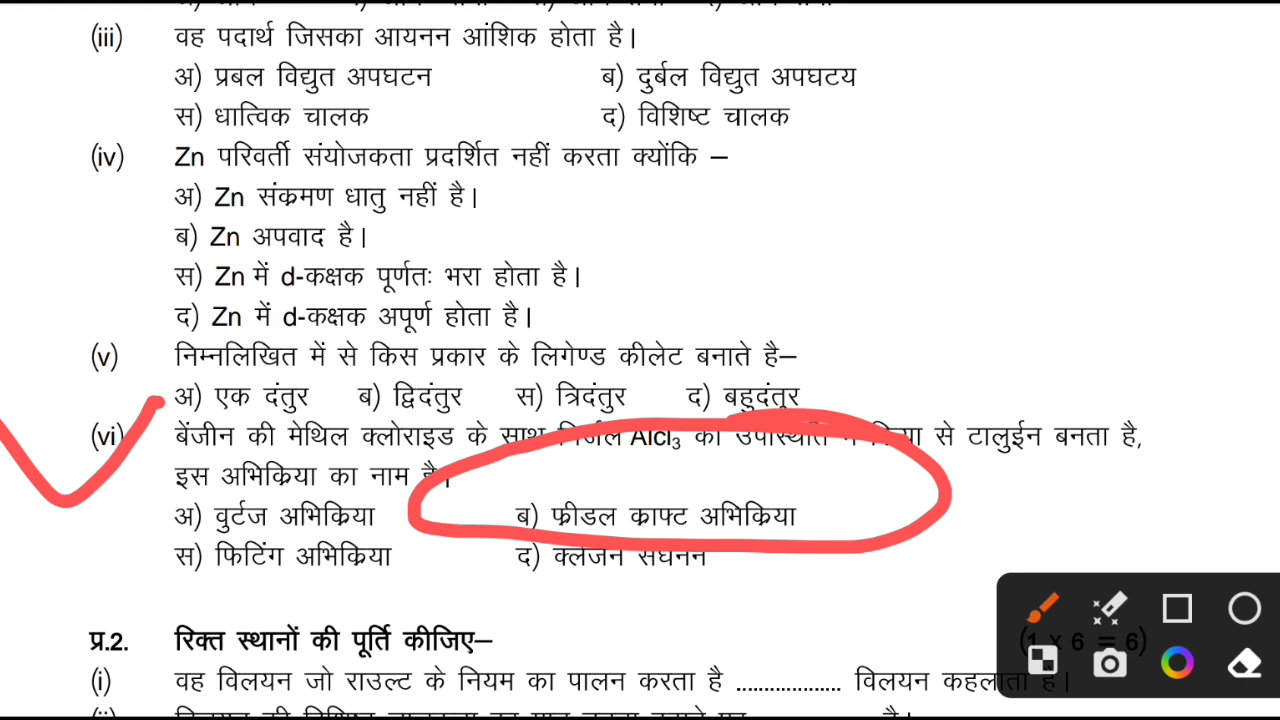 (iii) वह पदार्थ जिसका आयनन आंशिक होता है।
अ) प्रबल विद्युत अपघटन ब) दुर्बल विद्युत अपघटय
स) धात्विक चालक द) विशिष्ट चालक
(iv) Zn परिवर्ती संयोजकता प्रदर्शित नहीं करता क्योंकि –
अ) Zn संक्रमण धातु नहीं है।
ब) Zn अपवाद है।
स) Zn में d-कक्षक पूर्णतः भरा होता है।
द) Zn में d-कक्षक अपूर्ण होता है।
(v) निम्नलिखित में से किस प्रकार के लिगेण्ड कीलेट बनाते है–
अ) एक दंतुर ब) द्विदंतुर स) त्रिदंतुर द) बहुदंतुर
(vi) बेंजीन की मेथिल क्लोराइड के साथ निर्जल Alcl₃ की उपस्थिति में क्रिया से टालुईन बनता है,
इस अभिक्रिया का नाम है।
अ) वुर्टज अभिक्रिया ब) फ्रीडल क्राफ्ट अभिक्रिया
स) फिटिंग अभिक्रिया द) क्लेजन संघनन
प्र.2. रिक्त स्थानों की पूर्ति कीजिए– (1 x 6 = 6)
(i) वह विलयन जो राउल्ट के नियम का पालन करता है ................... विलयन कहलाता है।